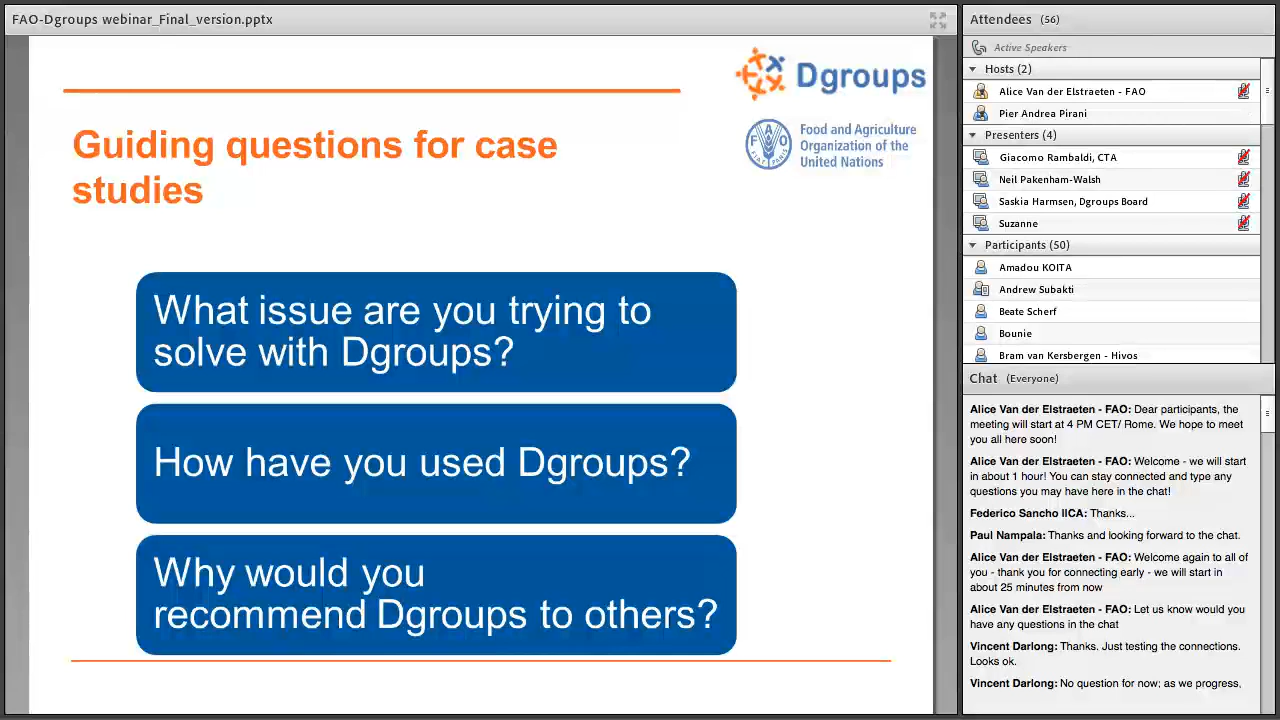 FAO-Dgroups webinar_Final_version.pptx
Dgroups
FAO
FIAT PANIS
Food and Agriculture
Organization of the
United Nations
Guiding questions for case
studies
What issue are you trying to
solve with Dgroups?
How have you used Dgroups?
Why would you
recommend Dgroups to others?
Attendees (56)
Active Speakers
Hosts (2)
Alice Van der Elstraeten - FAO
Pier Andrea Pirani
Presenters (4)
Giacomo Rambaldi, CTA
Neil Pakenham-Walsh
Saskia Harmsen, Dgroups Board
Suzanne
Participants (50)
Amadou KOITA
Andrew Subakti
Beate Scherf
Bounie
Bram van Kersbergen - Hivos
Chat (Everyone)
Alice Van der Elstraeten - FAO: Dear participants, the
meeting will start at 4 PM CET/ Rome. We hope to meet
you all here soon!
Alice Van der Elstraeten - FAO: Welcome - we will start
in about 1 hour! You can stay connected and type any
questions you may have here in the chat!
Federico Sancho IICA: Thanks...
Paul Nampala: Thanks and looking forward to the chat.
Alice Van der Elstraeten - FAO: Welcome again to all of
you - thank you for connecting early - we will start in
about 25 minutes from now
Alice Van der Elstraeten - FAO: Let us know would you
have any questions in the chat
Vincent Darlong: Thanks. Just testing the connections.
Looks ok.
Vincent Darlong: No question for now; as we progress,